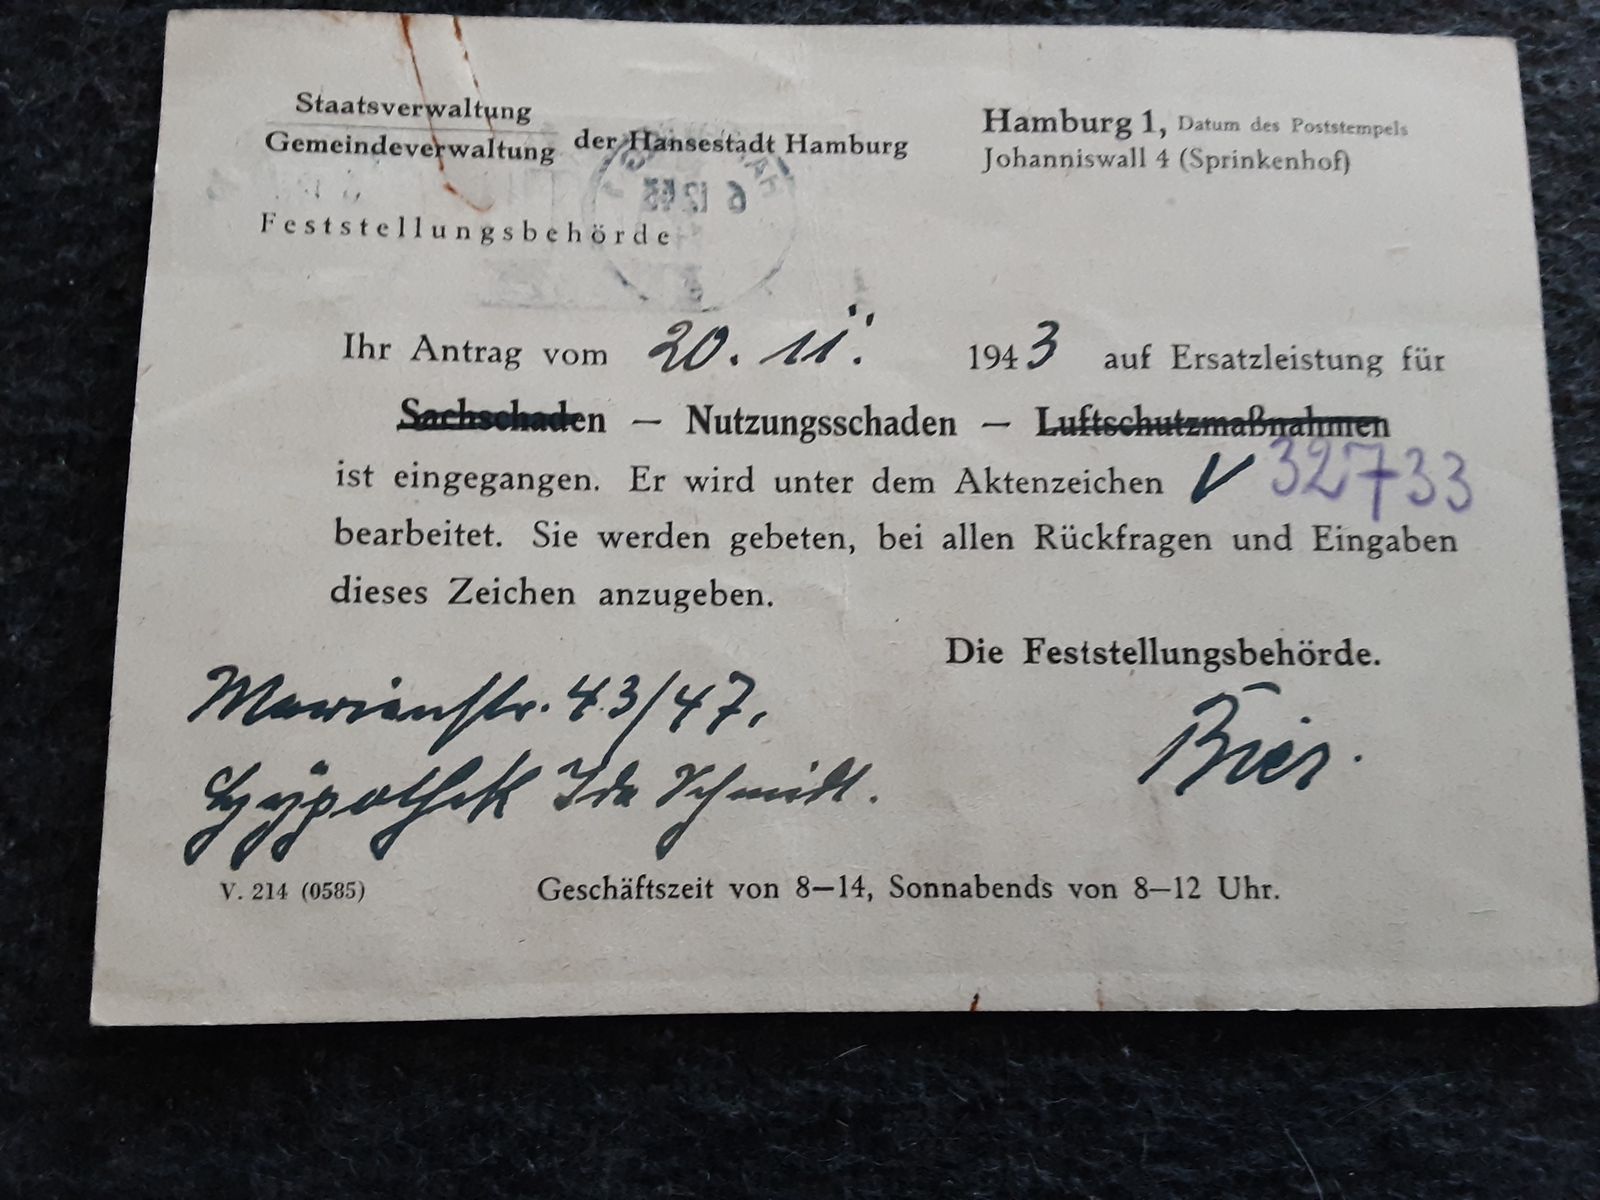 Staatsverwaltung
Gemeindeverwaltung der Hansestadt Hamburg
Hamburg 1, Datum des Poststempels
Johanniswall 4 (Sprinkenhof)
Feststellungsbehörde
Ihr Antrag vom 20. 11. 1943 auf Ersatzleistung für
Sachschaden — Nutzungsschaden — Luftschutzmaßnahmen
ist eingegangen. Er wird unter dem Aktenzeichen V 32733
bearbeitet. Sie werden gebeten, bei allen Rückfragen und Eingaben
dieses Zeichen anzugeben.
Die Feststellungsbehörde.
Marienstr. 43/47.
Hypothek Ida Schmidt.
V. 214 (0585)
Geschäftszeit von 8—14, Sonnabends von 8—12 Uhr.